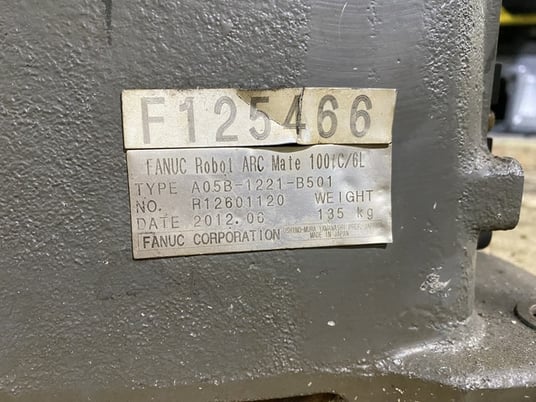 F125466
FANUC Robot ARC Mate 100iC/6L
TYPE A05B-1221-B501
NO. R12601120 WEIGHT
DATE 2012.06 135 kg
FANUC CORPORATION
MADE IN JAPAN